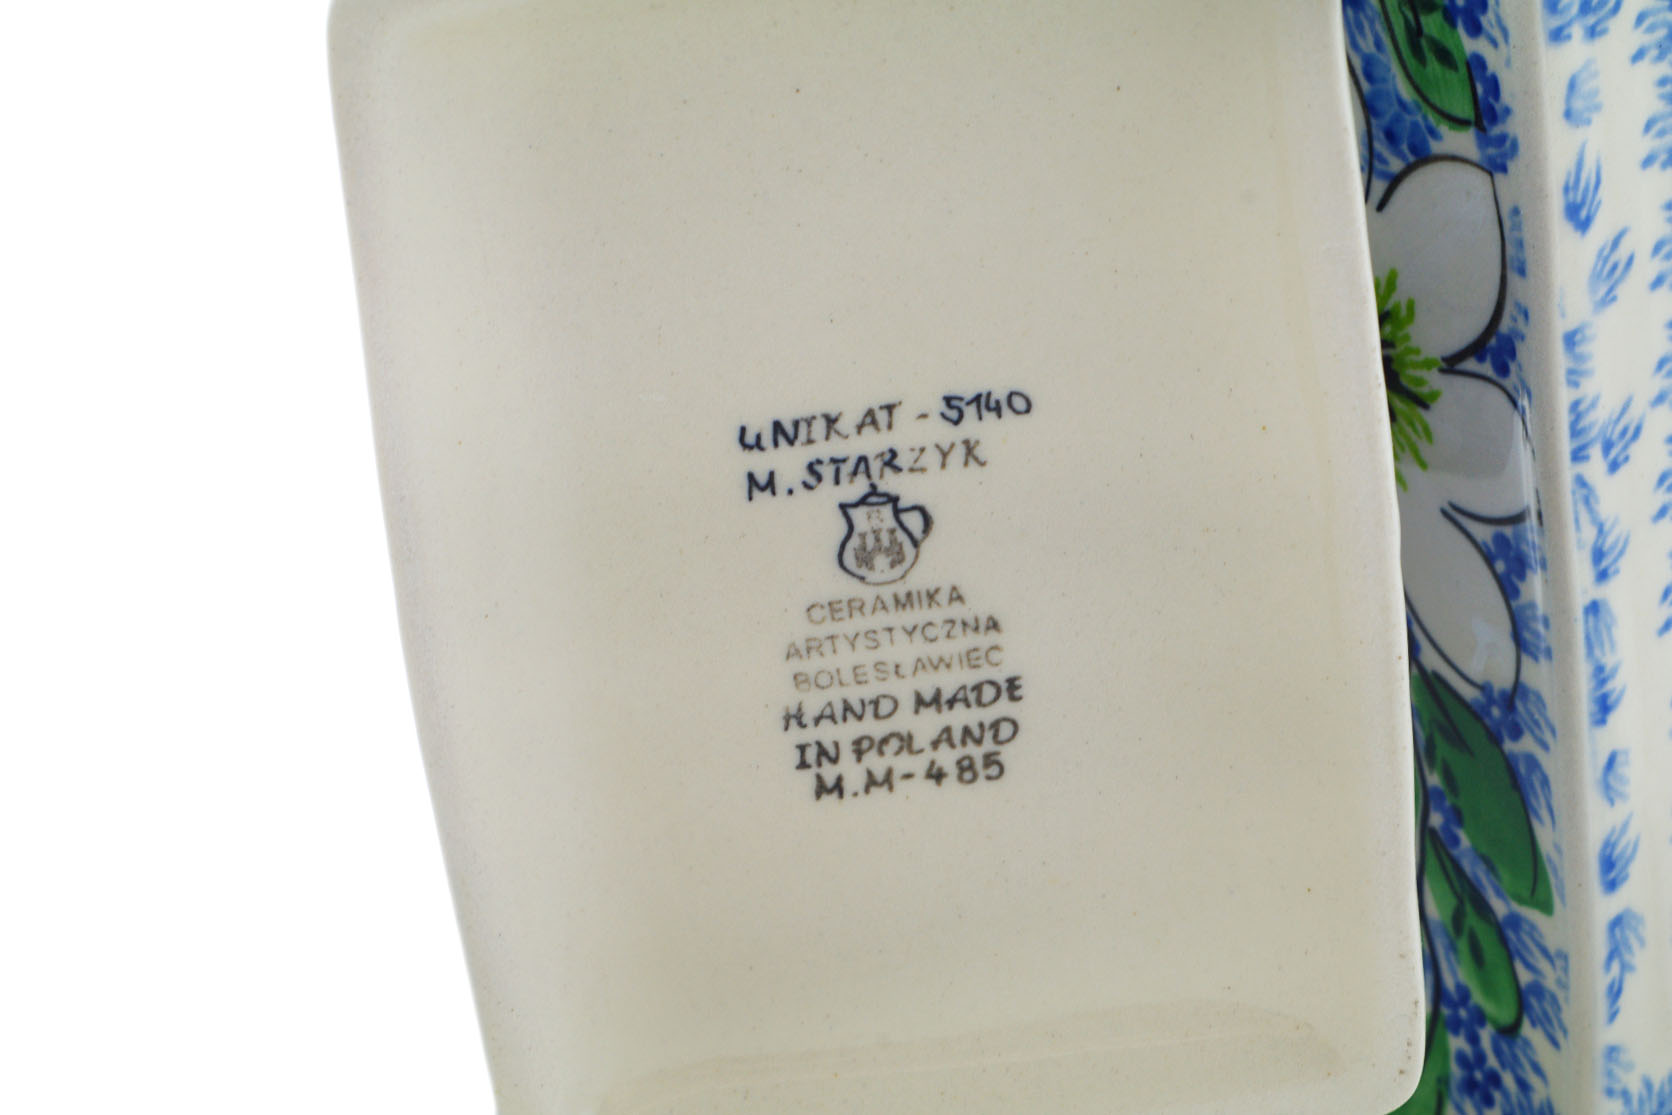 UNIKAT - 5140
M. STARZYK
CERAMIKA
ARTYSTYCZNA
BOLESŁAWIEC
HAND MADE
IN POLAND
M.M-485